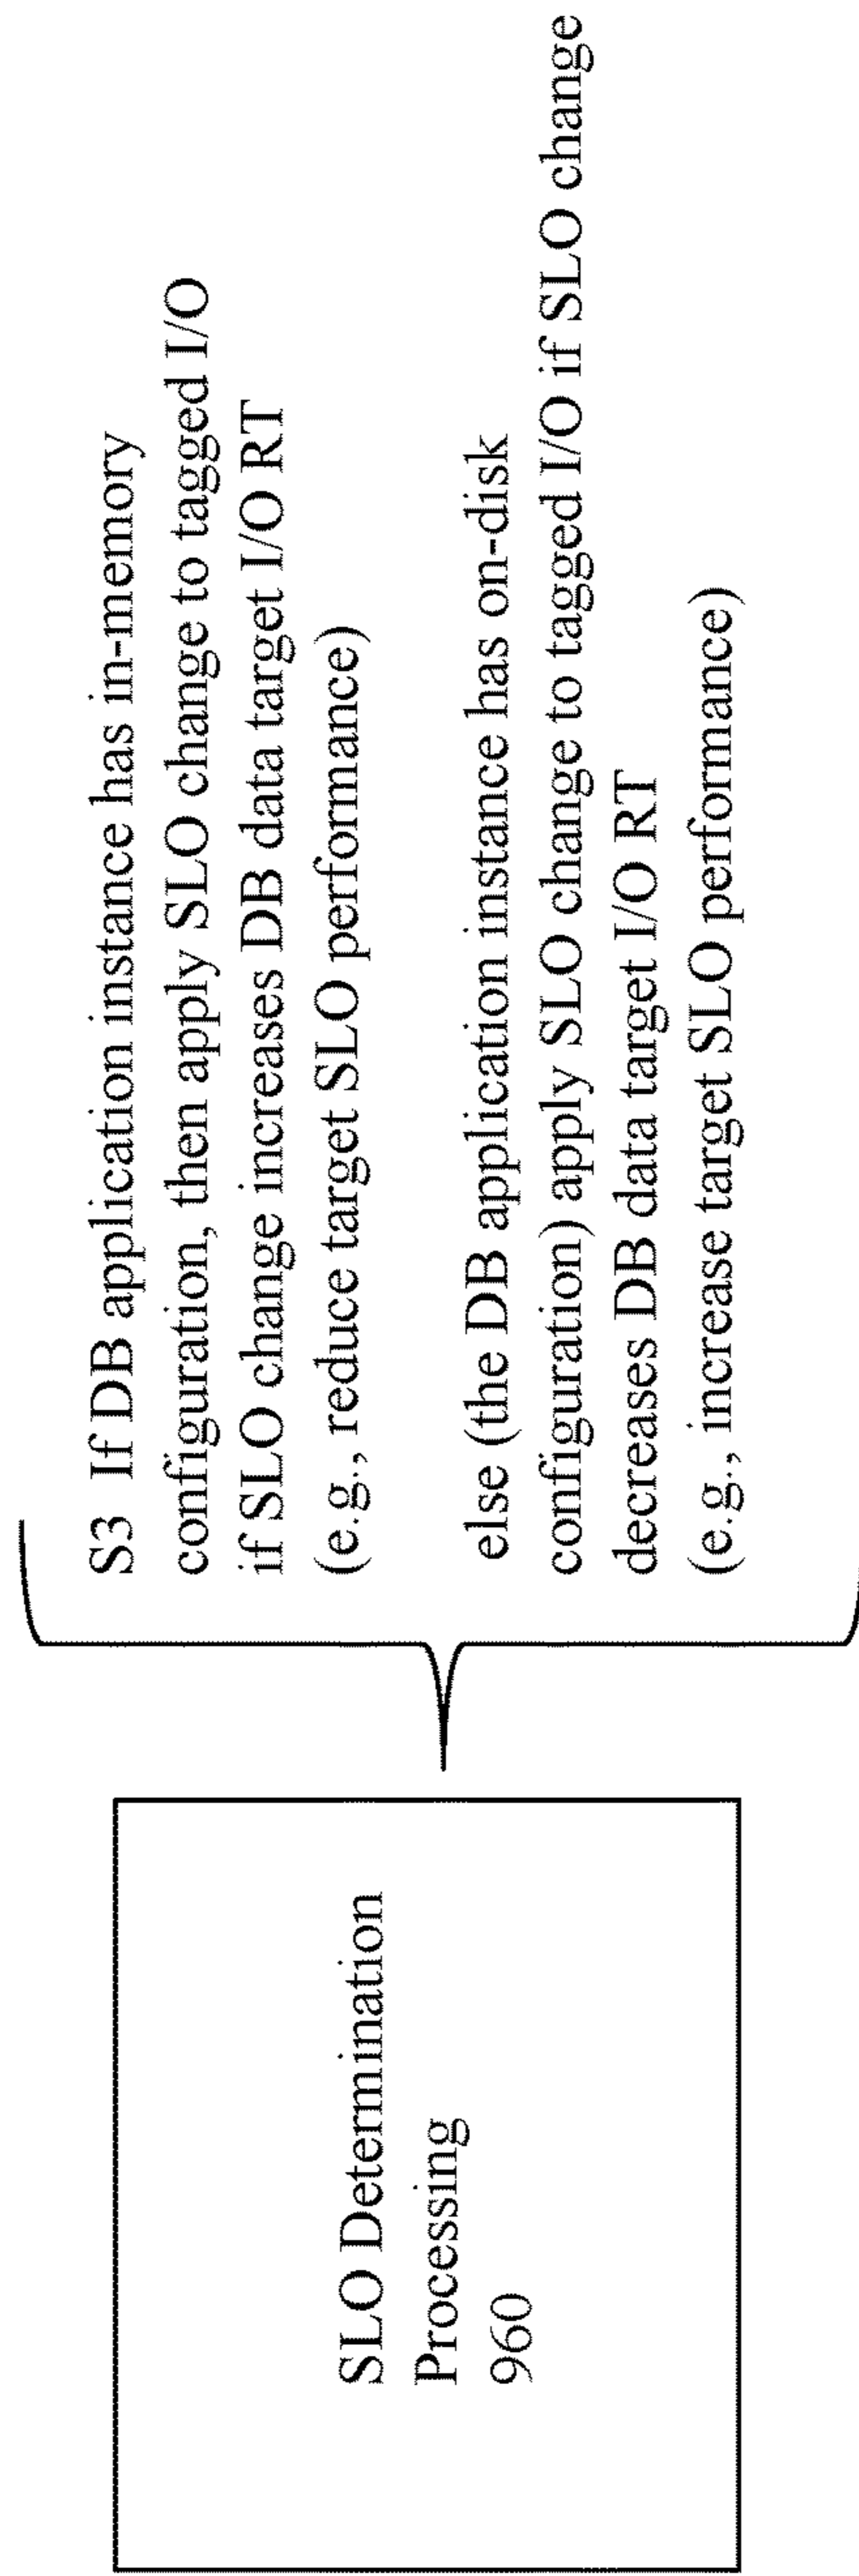 SLO Determination
Processing
960
S3 If DB application instance has in-memory
configuration, then apply SLO change to tagged I/O
if SLO change increases DB data target I/O RT
(e.g., reduce target SLO performance)
else (the DB application instance has on-disk
configuration) apply SLO change to tagged I/O if SLO change
decreases DB data target I/O RT
(e.g., increase target SLO performance)